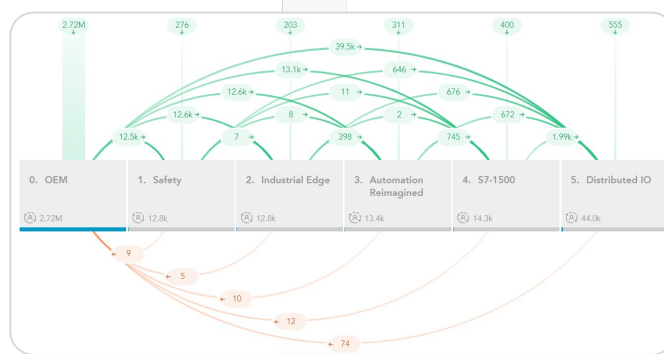 2.72M 276 203 311 400 555
39.5k →
13.1k → 646 →
12.6k → 11 → 676 →
12.6k → 8 → 2 → 672 →
12.5k → 7 → 398 → 745 → 1.99k →
0. OEM 1. Safety 2. Industrial Edge 3. Automation Reimagined 4. S7-1500 5. Distributed IO
2.72M 12.8k 12.8k 13.4k 14.3k 44.0k
← 9
← 5
← 10
← 12
← 74